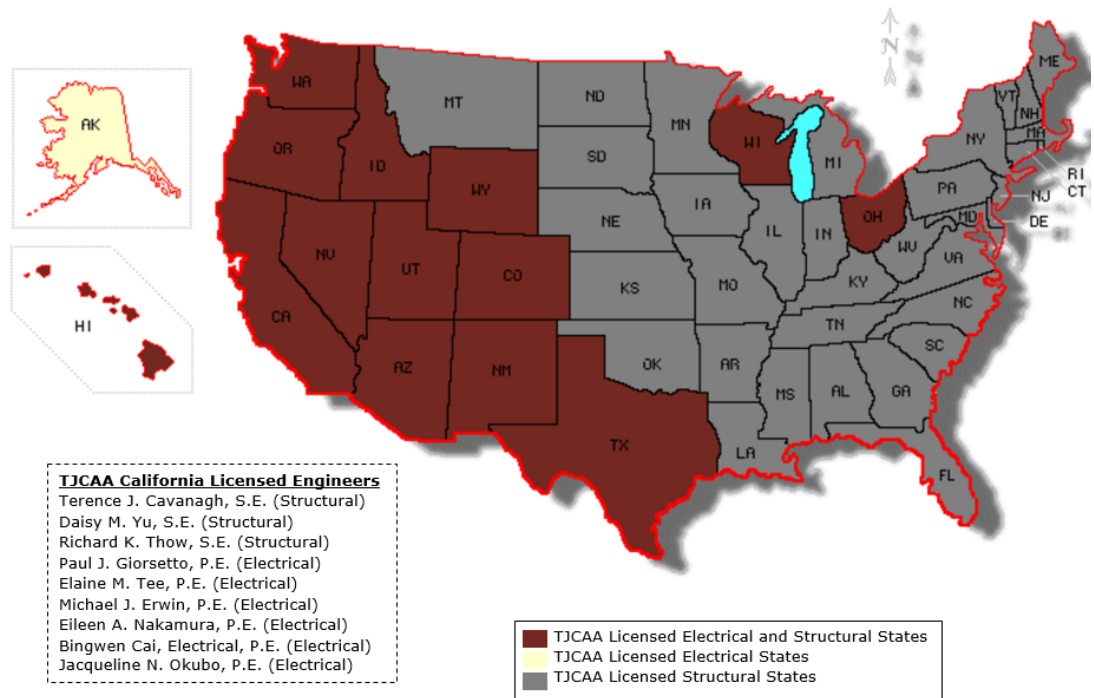 N
WA
MT
ND
MN
ME
VT
NH
AK
OR
ID
SD
WI
MI
NY
MA
WY
RI
CT
NJ
PA
IA
NE
OH
MD
DE
NV
UT
CO
IL
IN
WV
VA
KS
MO
KY
CA
HI
NC
TN
AZ
NM
OK
AR
SC
MS
AL
GA
TX
LA
FL
TJCAA California Licensed Engineers
Terence J. Cavanagh, S.E. (Structural)
Daisy M. Yu, S.E. (Structural)
Richard K. Thow, S.E. (Structural)
Paul J. Giorsetto, P.E. (Electrical)
Elaine M. Tee, P.E. (Electrical)
Michael J. Erwin, P.E. (Electrical)
Eileen A. Nakamura, P.E. (Electrical)
Bingwen Cai, Electrical, P.E. (Electrical)
Jacqueline N. Okubo, P.E. (Electrical)
TJCAA Licensed Electrical and Structural States
TJCAA Licensed Electrical States
TJCAA Licensed Structural States